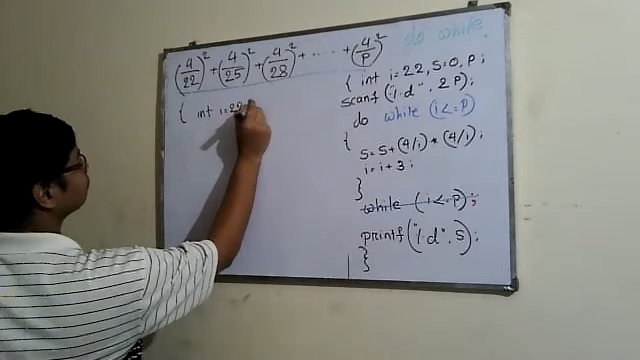 do while
(4/22)² + (4/25)² + (4/28)² + ..... + (4/P)²
{ int i=22
{ int i=22, S=0, P;
scanf ("%d", 2P);
do while (i<=P)
{
S=S+(4/i)*(4/i);
i=i+3;
}
while (i<=P);
printf("%d", S);
}